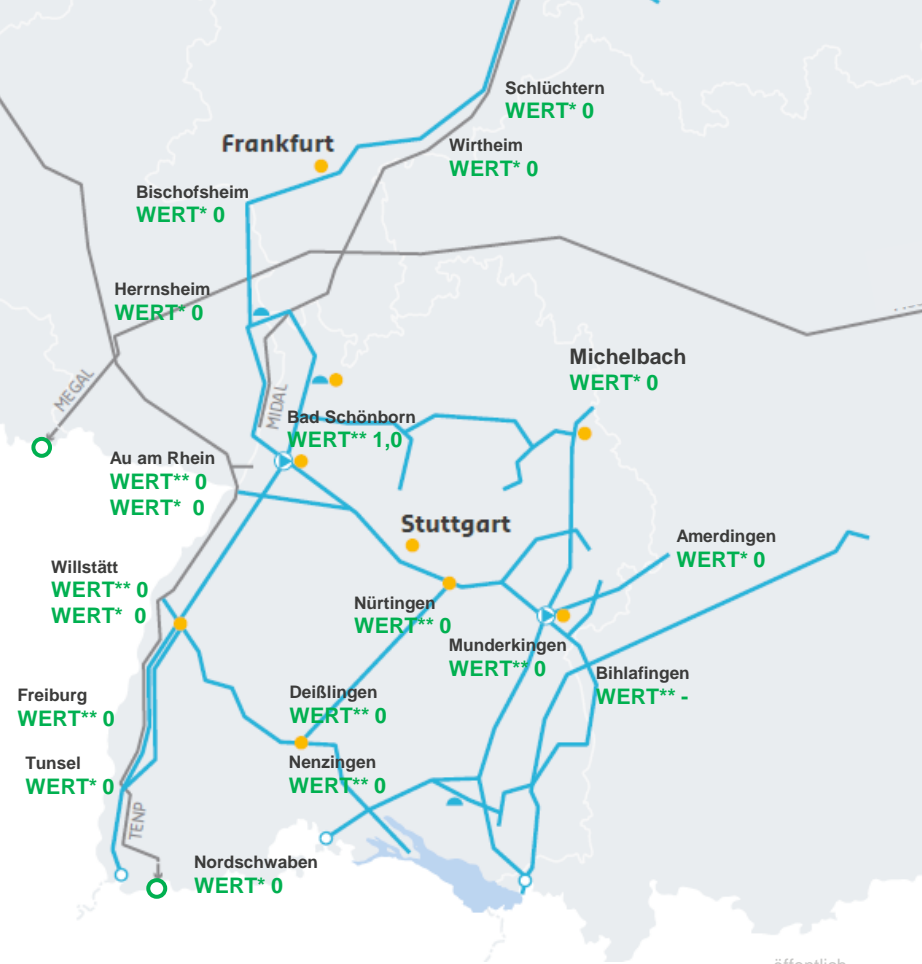 Schlüchtern
WERT* 0
Frankfurt
Wirtheim
WERT* 0
Bischofsheim
WERT* 0
Herrnsheim
WERT* 0
Michelbach
WERT* 0
MEGAL
MIDAL
Bad Schönborn
WERT** 1,0
Au am Rhein
WERT** 0
WERT* 0
Stuttgart
Amerdingen
WERT* 0
Willstätt
WERT** 0
WERT* 0
Nürtingen
WERT** 0
Munderkingen
WERT** 0
Bihlafingen
WERT** -
Freiburg
WERT** 0
Deißlingen
WERT** 0
Tunsel
WERT* 0
Nenzingen
WERT** 0
TENP
Nordschwaben
WERT* 0
öffentlich